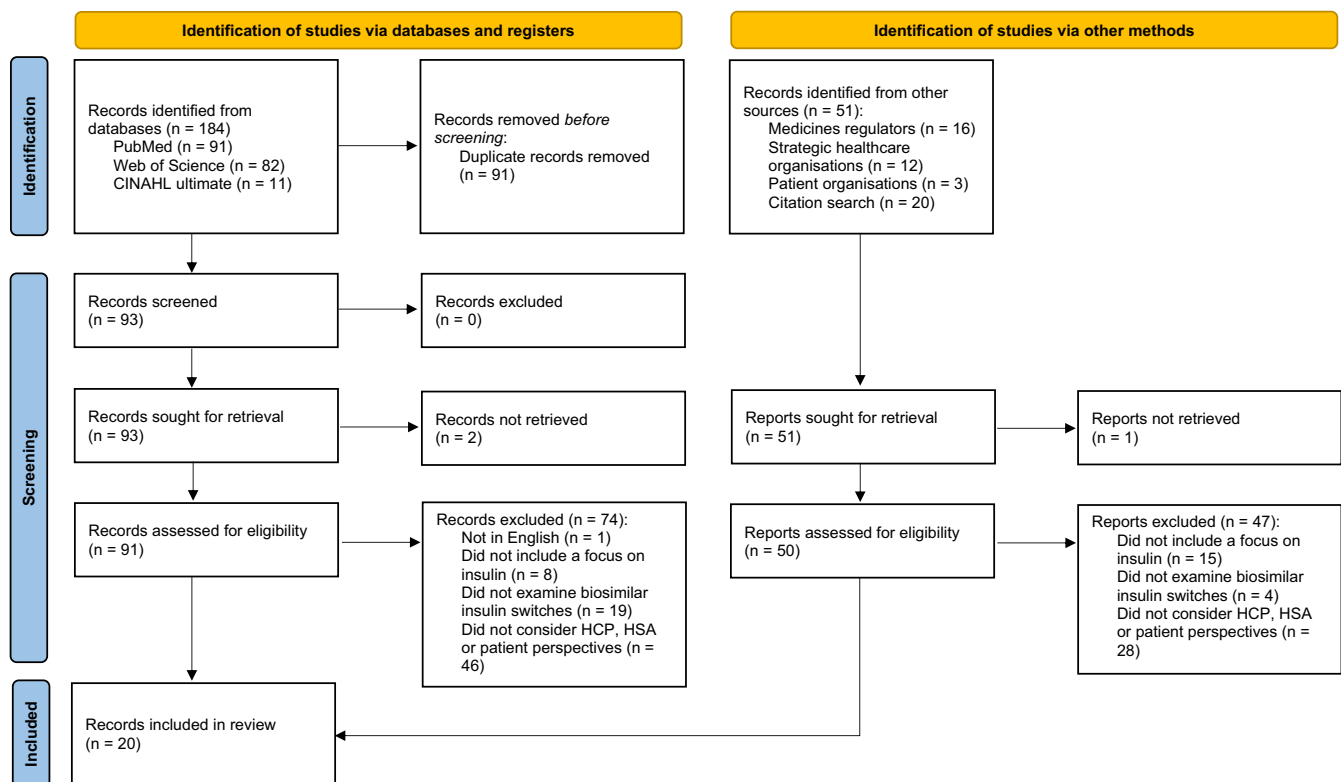 Identification of studies via databases and registers
Identification of studies via other methods
Identification
Records identified from
databases (n = 184)
PubMed (n = 91)
Web of Science (n = 82)
CINAHL ultimate (n = 11)
Records removed before
screening:
Duplicate records removed
(n = 91)
Records identified from other
sources (n = 51):
Medicines regulators (n = 16)
Strategic healthcare
organisations (n = 12)
Patient organisations (n = 3)
Citation search (n = 20)
Screening
Records screened
(n = 93)
Records excluded
(n = 0)
Records sought for retrieval
(n = 93)
Records not retrieved
(n = 2)
Reports sought for retrieval
(n = 51)
Reports not retrieved
(n = 1)
Records assessed for eligibility
(n = 91)
Records excluded (n = 74):
Not in English (n = 1)
Did not include a focus on
insulin (n = 8)
Did not examine biosimilar
insulin switches (n = 19)
Did not consider HCP, HSA
or patient perspectives (n =
46)
Reports assessed for eligibility
(n = 50)
Reports excluded (n = 47):
Did not include a focus on
insulin (n = 15)
Did not examine biosimilar
insulin switches (n = 4)
Did not consider HCP, HSA
or patient perspectives (n =
28)
Included
Records included in review
(n = 20)